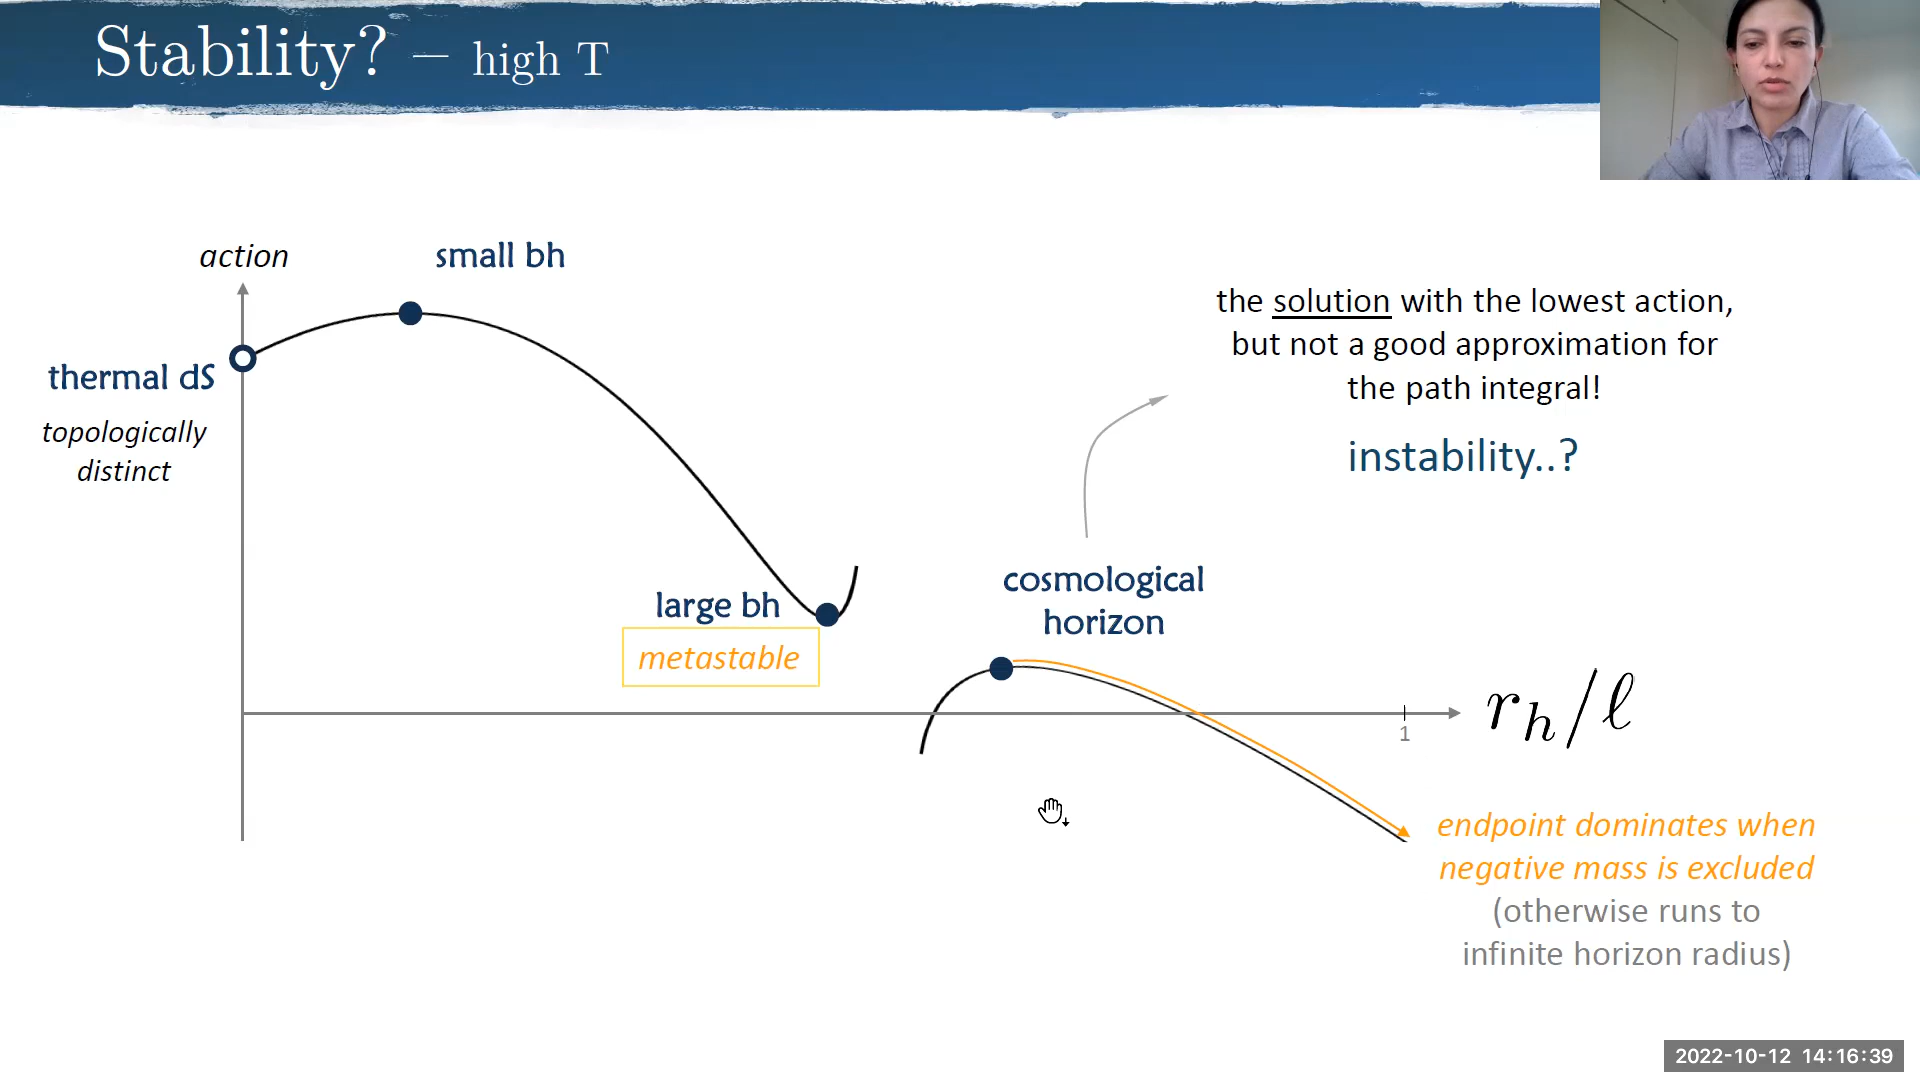 Stability? – high T
action
small bh
thermal dS
topologically
distinct
large bh
metastable
the solution with the lowest action,
but not a good approximation for
the path integral!
instability..?
cosmological
horizon
r_h/ℓ
1
endpoint dominates when
negative mass is excluded
(otherwise runs to
infinite horizon radius)
2022-10-12 14:16:39